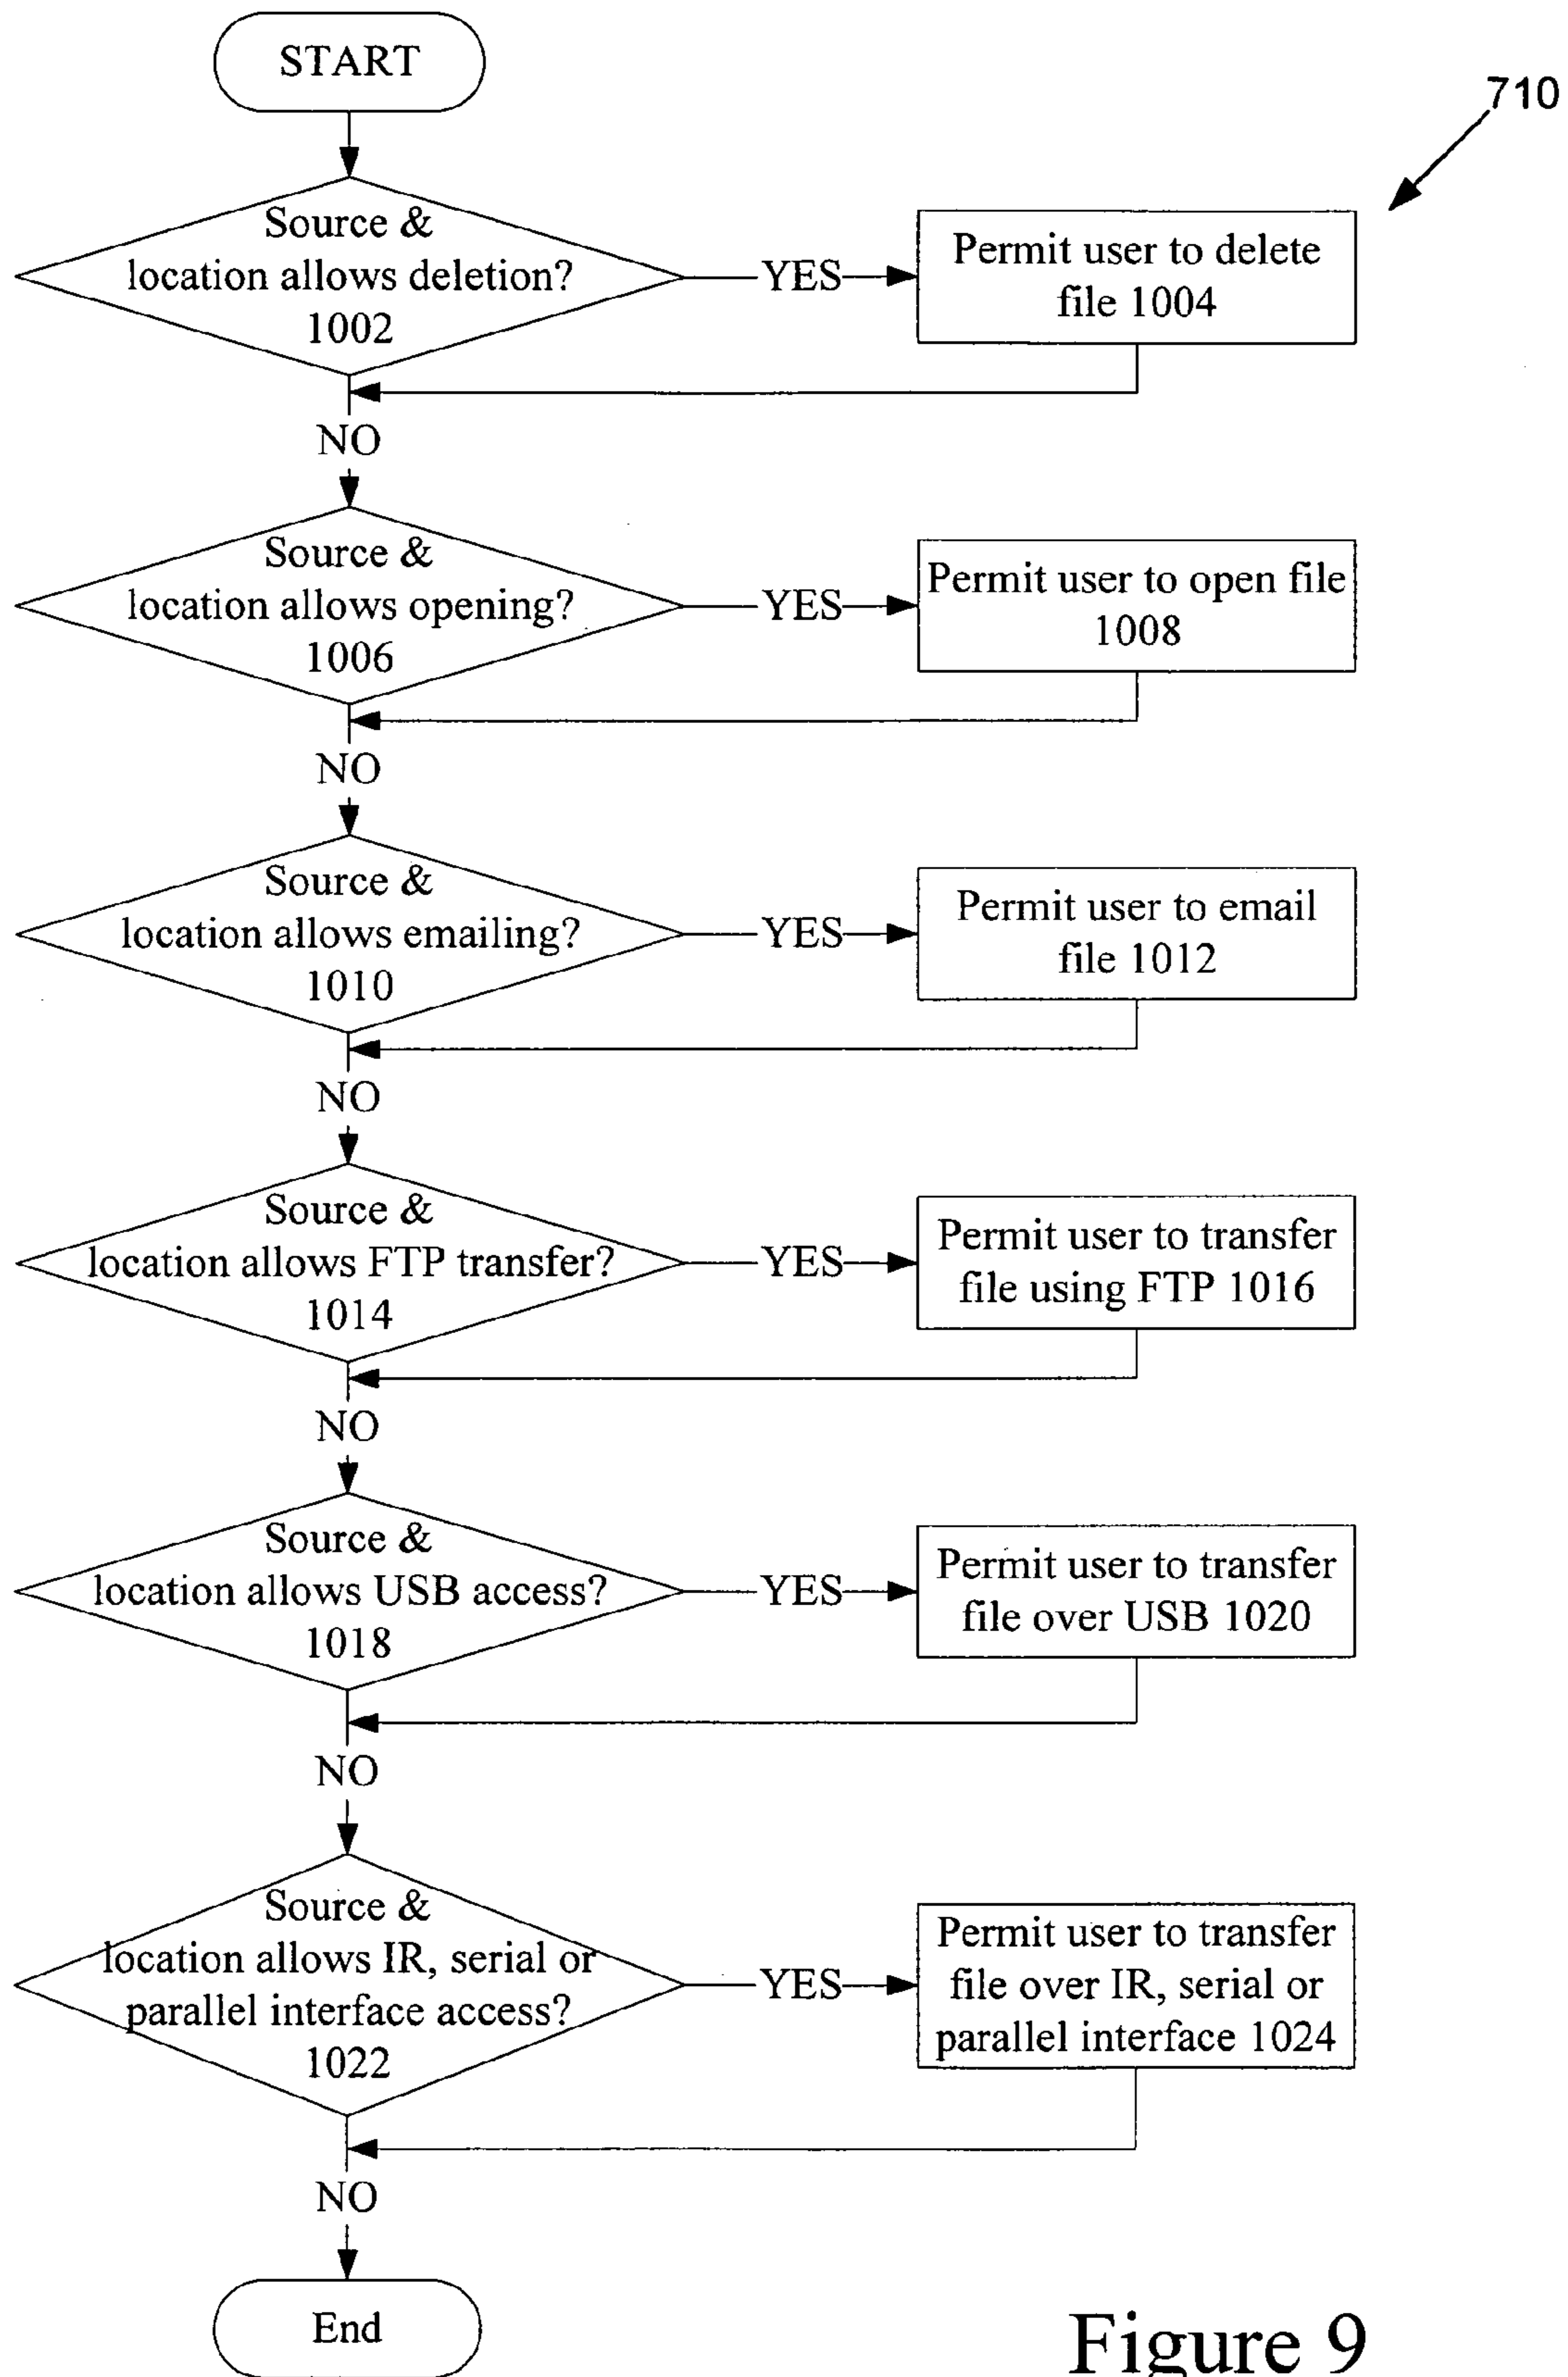 START
710
Source &
location allows deletion?
1002
YES
Permit user to delete
file 1004
NO
Source &
location allows opening?
1006
YES
Permit user to open file
1008
NO
Source &
location allows emailing?
1010
YES
Permit user to email
file 1012
NO
Source &
location allows FTP transfer?
1014
YES
Permit user to transfer
file using FTP 1016
NO
Source &
location allows USB access?
1018
YES
Permit user to transfer
file over USB 1020
NO
Source &
location allows IR, serial or
parallel interface access?
1022
YES
Permit user to transfer
file over IR, serial or
parallel interface 1024
NO
End
Figure 9